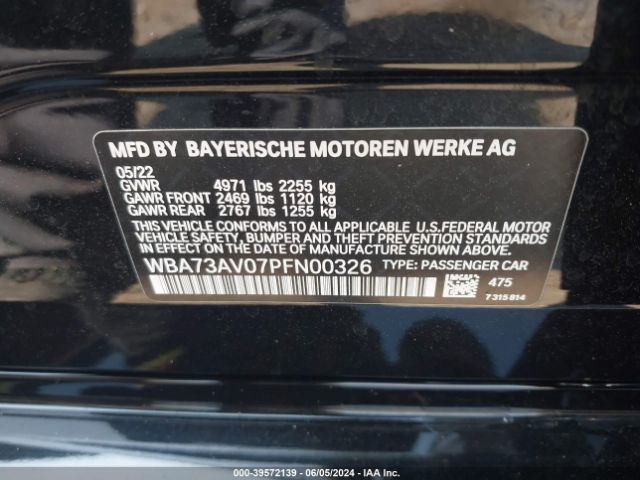 MFD BY BAYERISCHE MOTOREN WERKE AG
05/22
GVWR 4971 lbs 2255 kg
GAWR FRONT 2469 lbs 1120 kg
GAWR REAR 2767 lbs 1255 kg
THIS VEHICLE CONFORMS TO ALL APPLICABLE U.S.FEDERAL MOTOR
VEHICLE SAFETY, BUMPER, AND THEFT PREVENTION STANDARDS
IN EFFECT ON THE DATE OF MANUFACTURE SHOWN ABOVE.
WBA73AV07PFN00326 TYPE: PASSENGER CAR
475
7315814
000-39572139 - 06/05/2024 - IAA Inc.